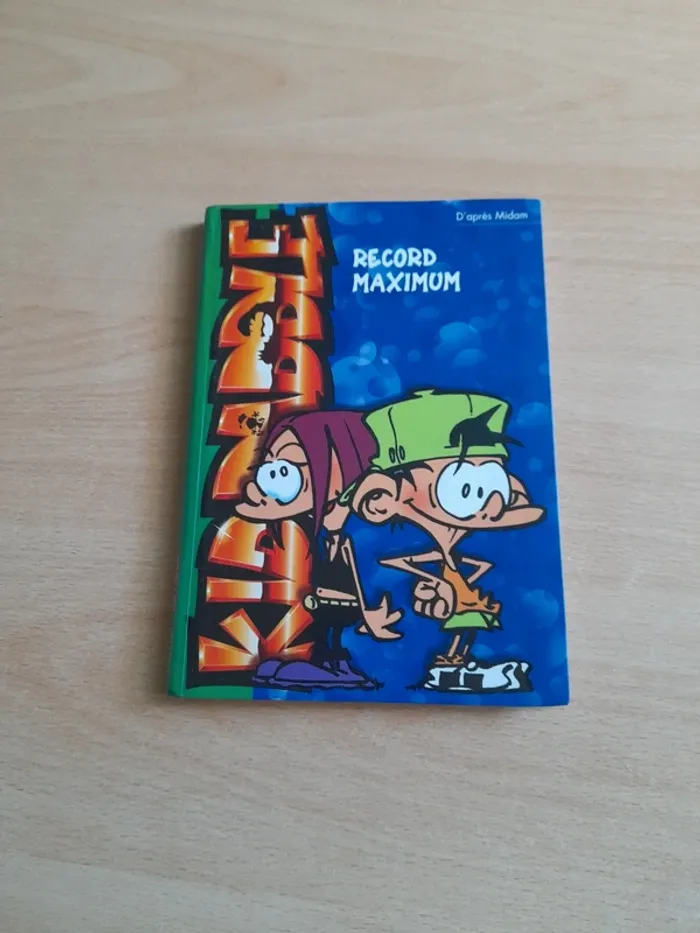 D'après Midam
RECORD
MAXIMUM
KID PADDLE